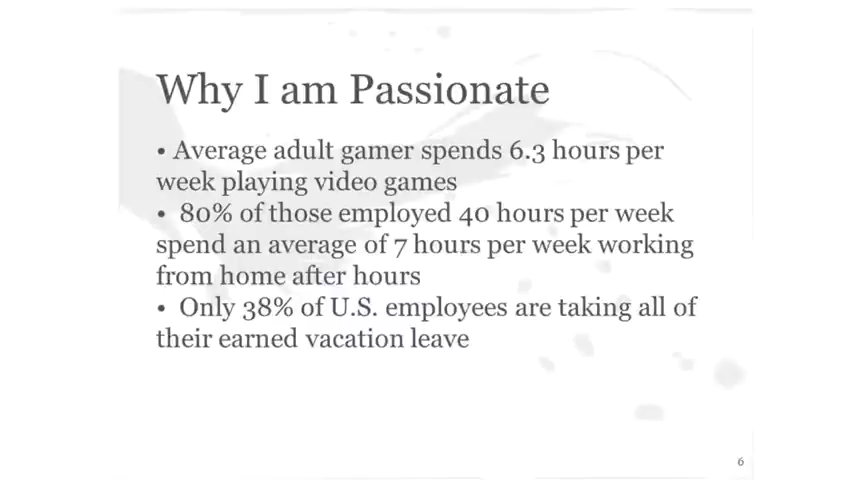 Why I am Passionate
• Average adult gamer spends 6.3 hours per
week playing video games
• 80% of those employed 40 hours per week
spend an average of 7 hours per week working
from home after hours
• Only 38% of U.S. employees are taking all of
their earned vacation leave
6